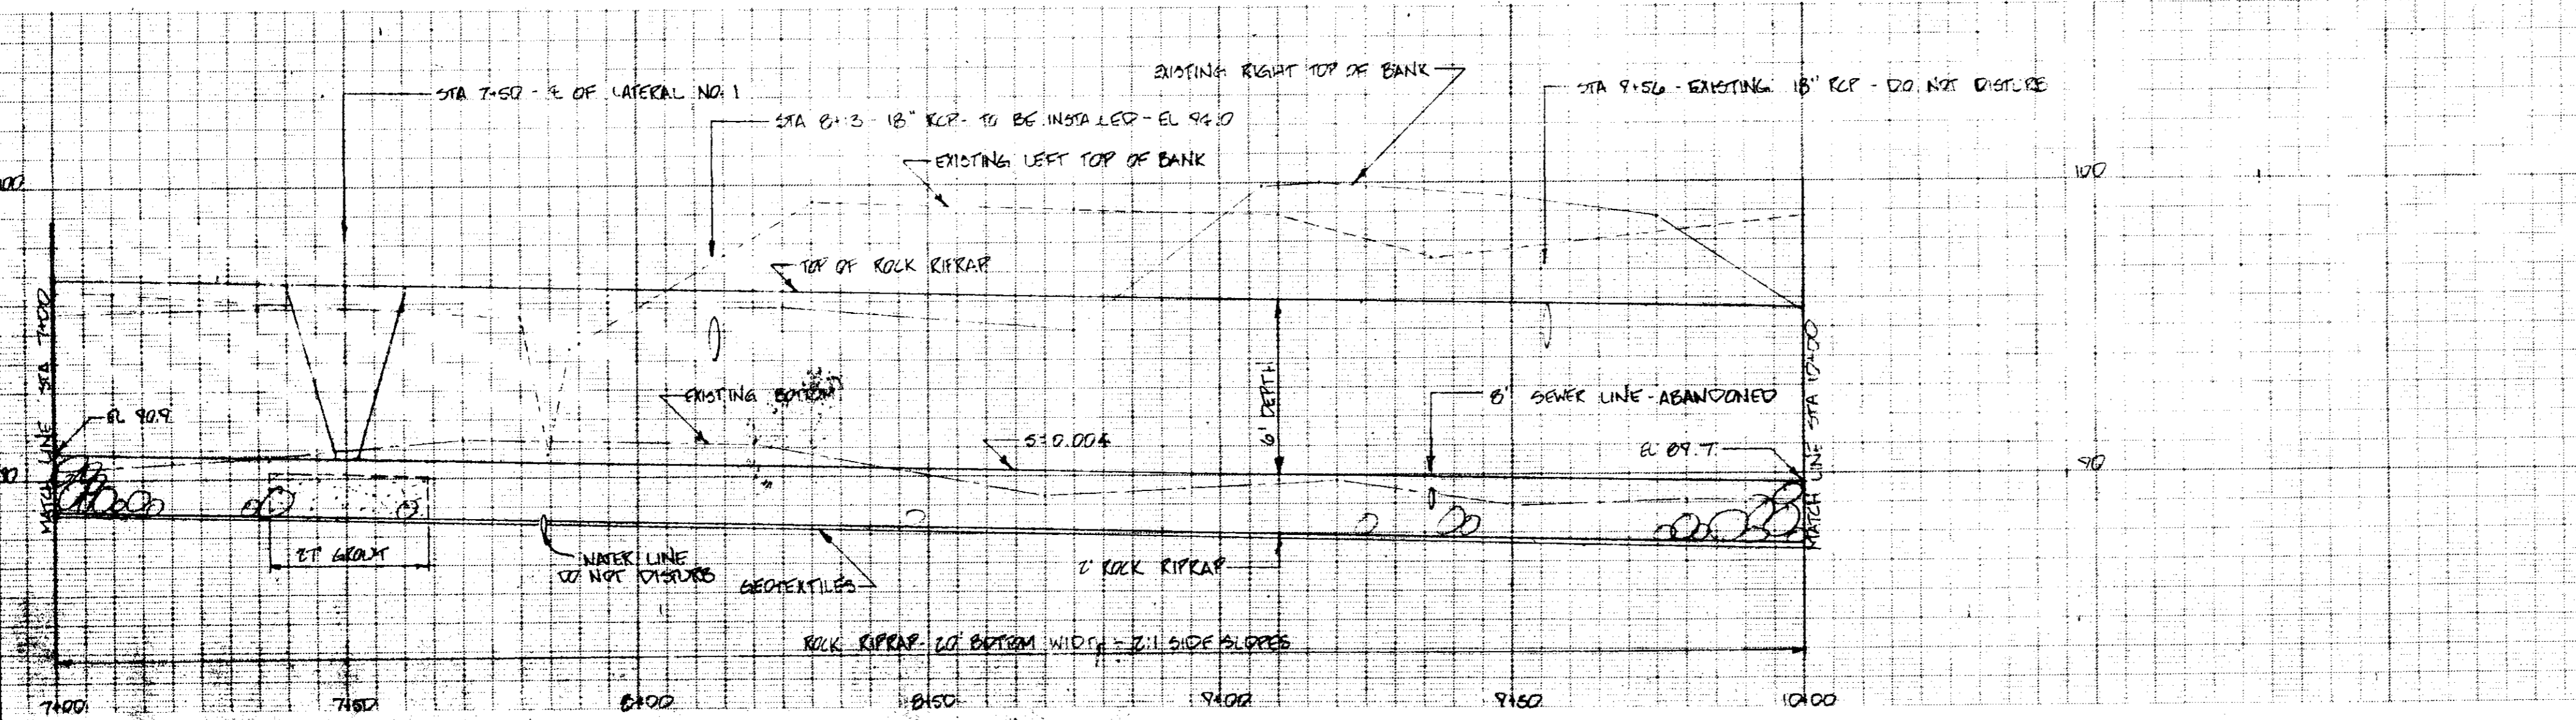 EXISTING RIGHT TOP OF BANK
STA 7+50 - ℄ OF LATERAL NO. 1
STA 9+56 - EXISTING 18" RCP - DO NOT DISTURB
STA 8+13 - 18" RCP - TO BE INSTALLED - EL 94.0
EXISTING LEFT TOP OF BANK
100
100
TOP OF ROCK RIPRAP
MATCH LINE STA 7+00
EL 90.9
EXISTING BOTTOM
S=0.004
6' DEPTH
8" SEWER LINE - ABANDONED
EL 89.7
MATCH LINE STA 10+00
90
90
27' GROUT
WATER LINE
DO NOT DISTURB
GEOTEXTILES
2' ROCK RIPRAP
ROCK RIPRAP - 20' BOTTOM WIDTH - 2:1 SIDE SLOPES
7+00
7+50
8+00
8+50
9+00
9+50
10+00